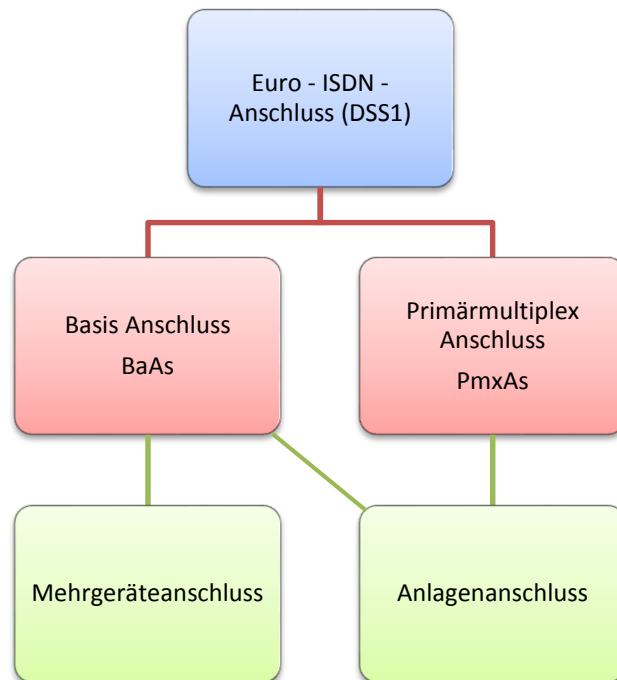 Euro - ISDN -
Anschluss (DSS1)
Basis Anschluss
BaAs
Primärmultiplex
Anschluss
PmxAs
Mehrgeräteanschluss
Anlagenanschluss